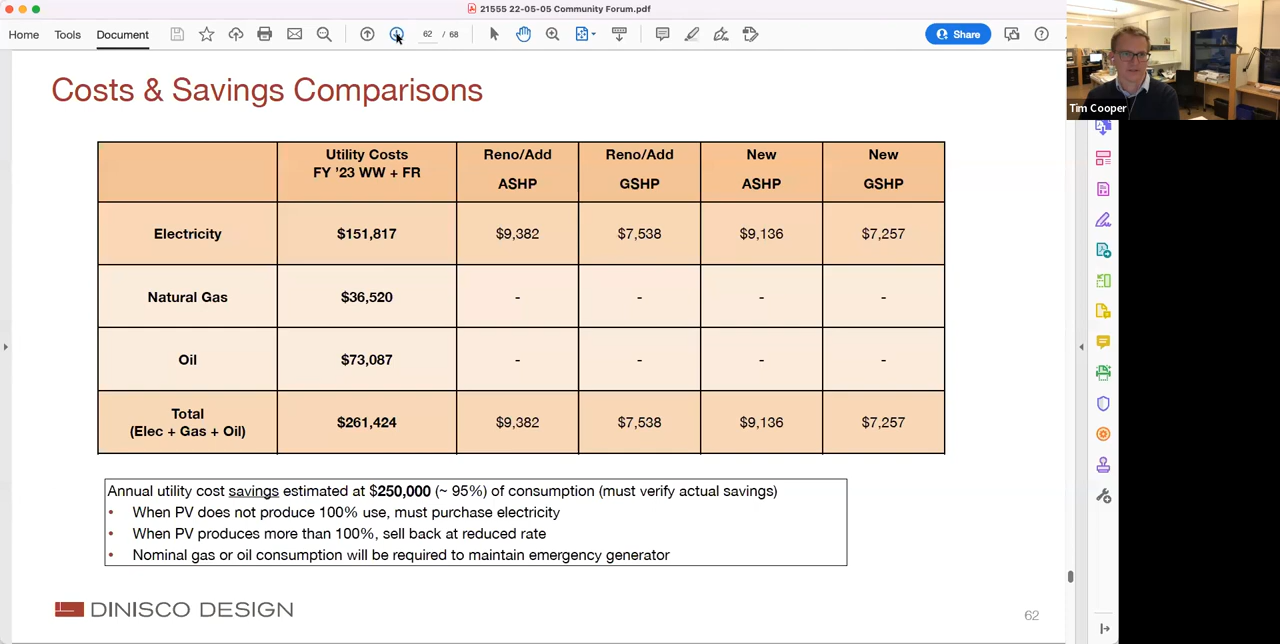 21555 22-05-05 Community Forum.pdf
Home Tools Document 62 / 68 Share
Tim Cooper
Costs & Savings Comparisons
Utility Costs FY '23 WW + FR Reno/Add ASHP Reno/Add GSHP New ASHP New GSHP
Electricity $151,817 $9,382 $7,538 $9,136 $7,257
Natural Gas $36,520 - - - -
Oil $73,087 - - - -
Total (Elec + Gas + Oil) $261,424 $9,382 $7,538 $9,136 $7,257
Annual utility cost savings estimated at $250,000 (~ 95%) of consumption (must verify actual savings)
• When PV does not produce 100% use, must purchase electricity
• When PV produces more than 100%, sell back at reduced rate
• Nominal gas or oil consumption will be required to maintain emergency generator
DINISCO DESIGN
62